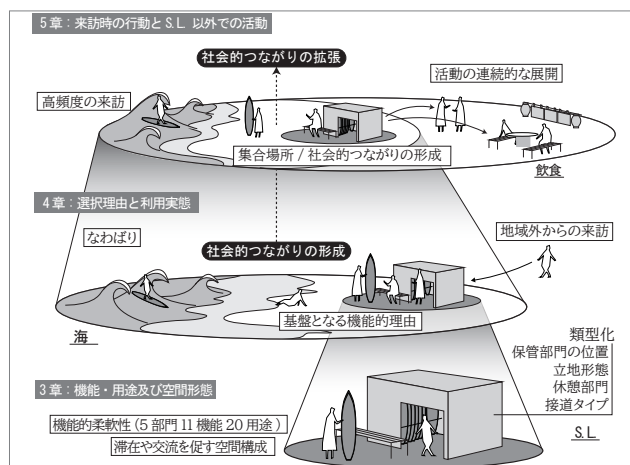 5章：来訪時の行動とS.L. 以外での活動
社会的つながりの拡張
活動の連続的な展開
高頻度の来訪
集合場所 / 社会的つながりの形成
飲食
4章：選択理由と利用実態
なわばり
社会的つながりの形成
地域外からの来訪
基盤となる機能的理由
海
類型化
保管部門の位置
立地形態
休憩部門
接道タイプ
3章：機能・用途及び空間形態
機能的柔軟性（5部門11機能20用途）
滞在や交流を促す空間構成
S.L.